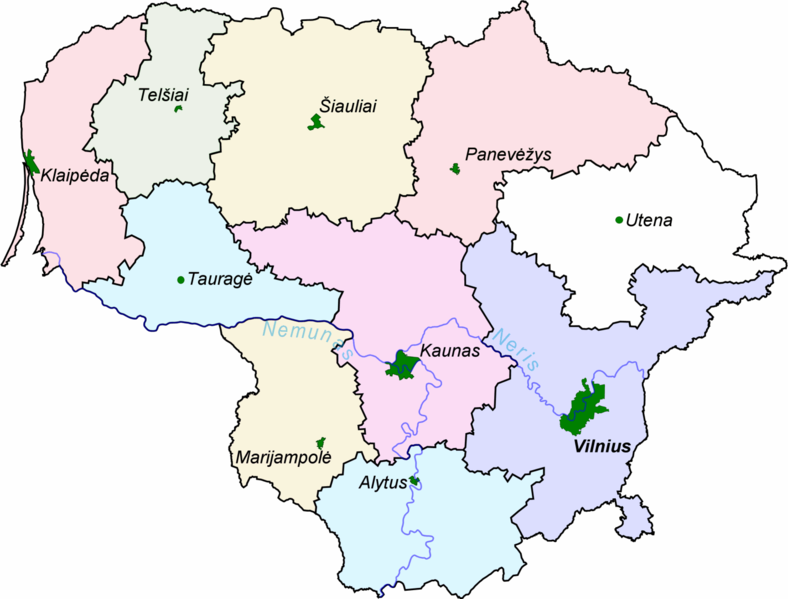 Telšiai
Šiauliai
Panevėžys
Klaipėda
Utena
Tauragė
Nemunas
Neris
Kaunas
Vilnius
Marijampolė
Alytus